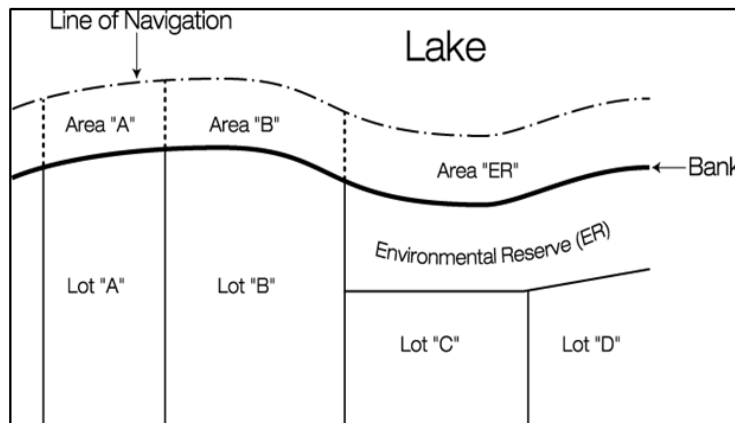 Line of Navigation
Lake
Area "A"
Area "B"
Area "ER"
Bank
Environmental Reserve (ER)
Lot "A"
Lot "B"
Lot "C"
Lot "D"